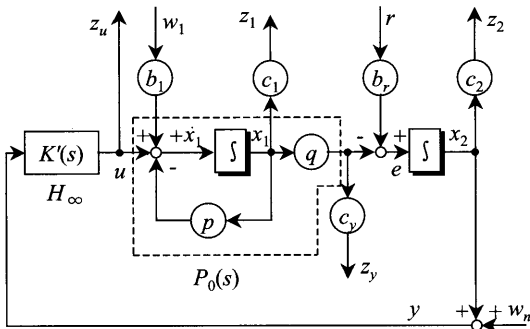 z_u w_1 z_1 r z_2
b_1 c_1 b_r c_2
+ +ẋ_1 ∫ x_1 q - + ∫ x_2
K'(s) u - e
H_∞ p c_y
P_0(s) z_y
y + + w_n